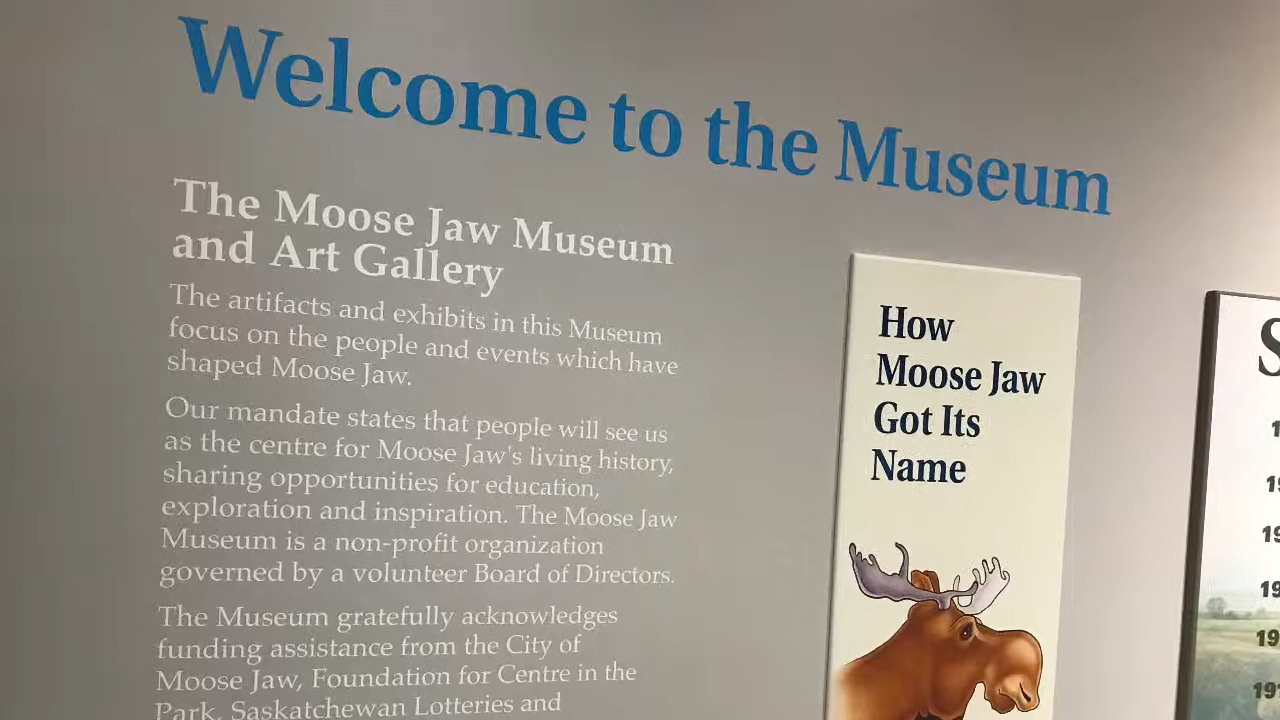 Welcome to the Museum
The Moose Jaw Museum
and Art Gallery
The artifacts and exhibits in this Museum
focus on the people and events which have
shaped Moose Jaw.
Our mandate states that people will see us
as the centre for Moose Jaw's living history,
sharing opportunities for education,
exploration and inspiration. The Moose Jaw
Museum is a non-profit organization
governed by a volunteer Board of Directors.
The Museum gratefully acknowledges
funding assistance from the City of
Moose Jaw, Foundation for Centre in the
Park, Saskatchewan Lotteries and
How
Moose Jaw
Got Its
Name